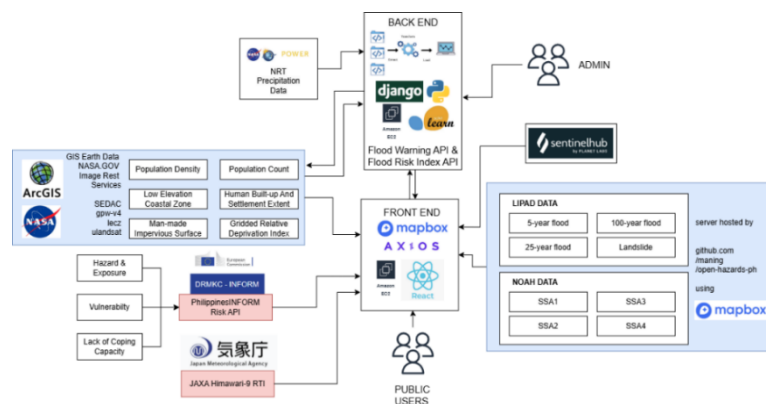 BACK END
NASA
POWER
NRT
Precipitation
Data
django
Amazon
EC2
learn
Flood Warning API &
Flood Risk Index API
ADMIN
sentinelhub
by PLANET LABS
GIS Earth Data
NASA.GOV
Image Rest
Services
ArcGIS
NASA
SEDAC
gpw-v4
lecz
ulandsat
Population Density
Population Count
Low Elevation
Coastal Zone
Human Built-up And
Settlement Extent
Man-made
Impervious Surface
Gridded Relative
Deprivation Index
FRONT END
mapbox
AXIOS
Amazon
EC2
React
LIPAD DATA
5-year flood
100-year flood
25-year flood
Landslide
NOAH DATA
SSA1
SSA3
SSA2
SSA4
server hosted by
github.com
/maning
/open-hazards-ph
using
mapbox
Hazard &
Exposure
Vulnerabilty
Lack of Coping
Capacity
European
Commission
DRMKC - INFORM
PhilippinesINFORM
Risk API
気象庁
Japan Meteorological Agency
JAXA Himawari-9 RTI
PUBLIC
USERS